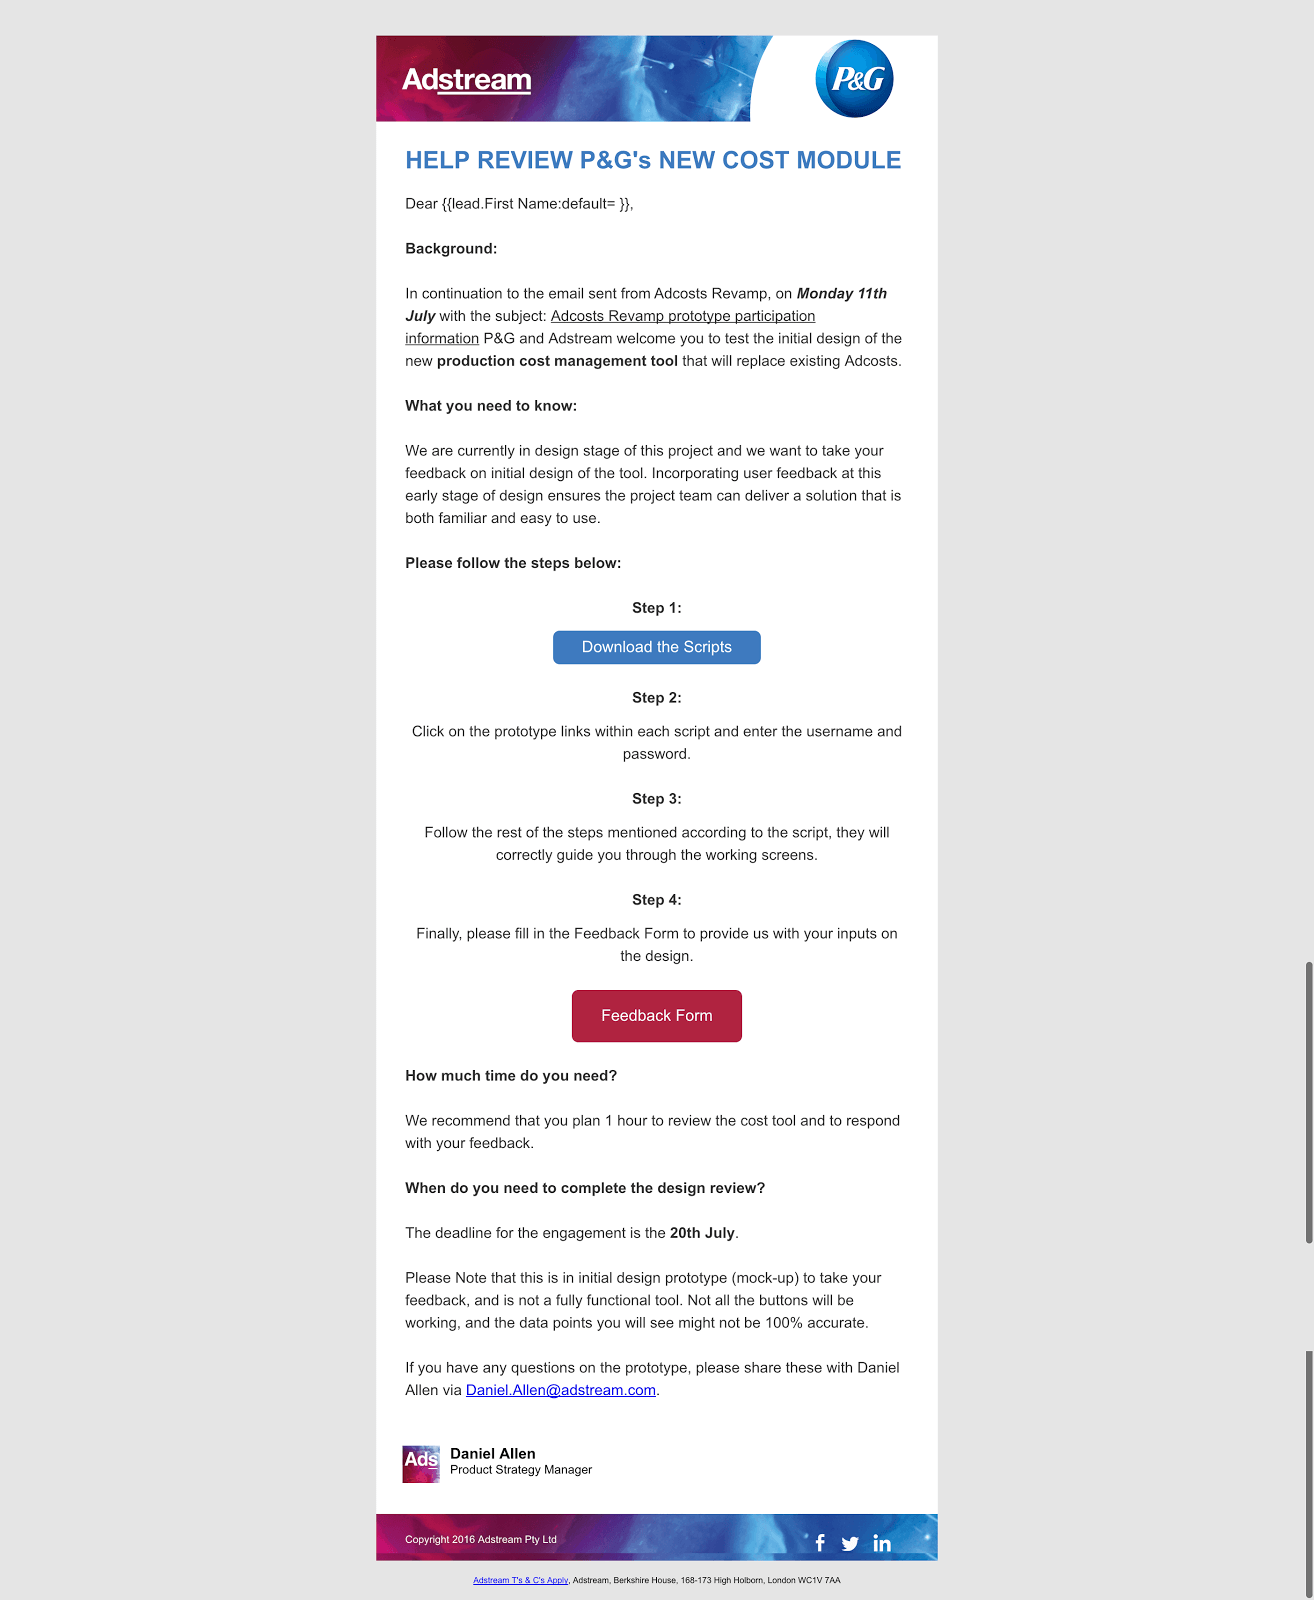 Adstream
P&G
HELP REVIEW P&G's NEW COST MODULE
Dear {{lead.First Name:default= }},
Background:
In continuation to the email sent from Adcosts Revamp, on Monday 11th
July with the subject: Adcosts Revamp prototype participation
information P&G and Adstream welcome you to test the initial design of the
new production cost management tool that will replace existing Adcosts.
What you need to know:
We are currently in design stage of this project and we want to take your
feedback on initial design of the tool. Incorporating user feedback at this
early stage of design ensures the project team can deliver a solution that is
both familiar and easy to use.
Please follow the steps below:
Step 1:
Download the Scripts
Step 2:
Click on the prototype links within each script and enter the username and
password.
Step 3:
Follow the rest of the steps mentioned according to the script, they will
correctly guide you through the working screens.
Step 4:
Finally, please fill in the Feedback Form to provide us with your inputs on
the design.
Feedback Form
How much time do you need?
We recommend that you plan 1 hour to review the cost tool and to respond
with your feedback.
When do you need to complete the design review?
The deadline for the engagement is the 20th July.
Please Note that this is in initial design prototype (mock-up) to take your
feedback, and is not a fully functional tool. Not all the buttons will be
working, and the data points you will see might not be 100% accurate.
If you have any questions on the prototype, please share these with Daniel
Allen via Daniel.Allen@adstream.com.
Ads
Daniel Allen
Product Strategy Manager
Copyright 2016 Adstream Pty Ltd
Adstream T's & C's Apply, Adstream, Berkshire House, 168-173 High Holborn, London WC1V 7AA